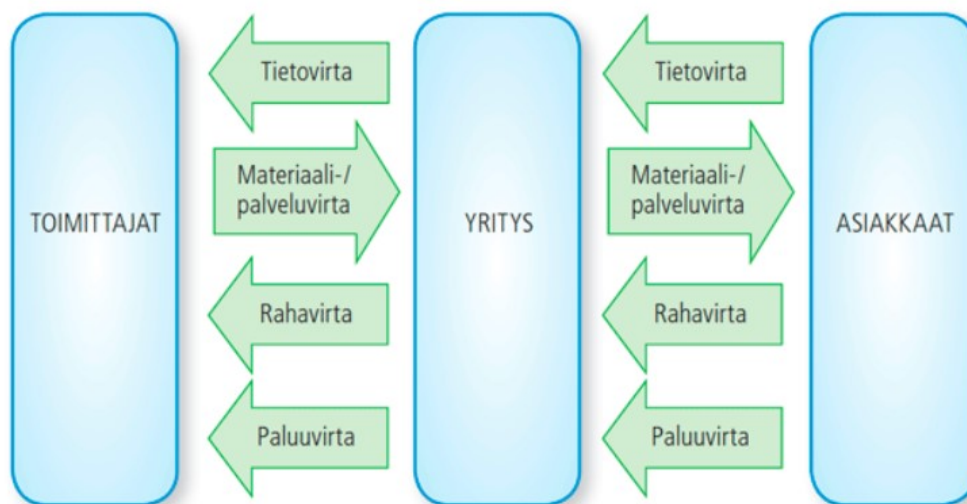 Tietovirta
Tietovirta
Materiaali-/
palveluvirta
Materiaali-/
palveluvirta
TOIMITTAJAT
YRITYS
ASIAKKAAT
Rahavirta
Rahavirta
Paluuvirta
Paluuvirta